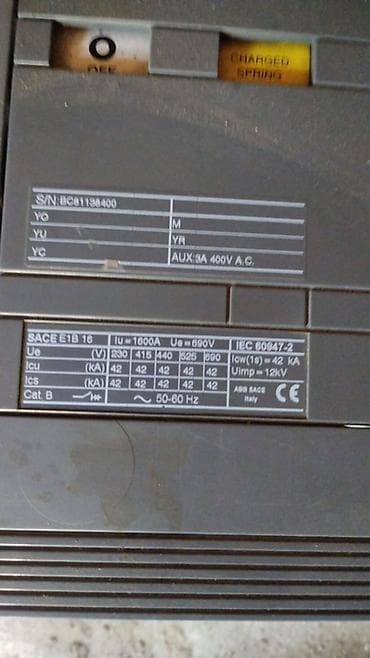 O
OFF
CHARGED
SPRING
S/N:BC81138400
YO M
YU YR
YC AUX:3A 400V A.C.
SACE E1B 16 Iu=1600A Ue=690V IEC 60947-2
Ue (V) 230 415 440 525 690 Icw(1s)=42 kA
Icu (kA) 42 42 42 42 42 Uimp=12kV
Ics (kA) 42 42 42 42 42 ABB SACE
Italy CE
Cat. B ~ 50-60 Hz